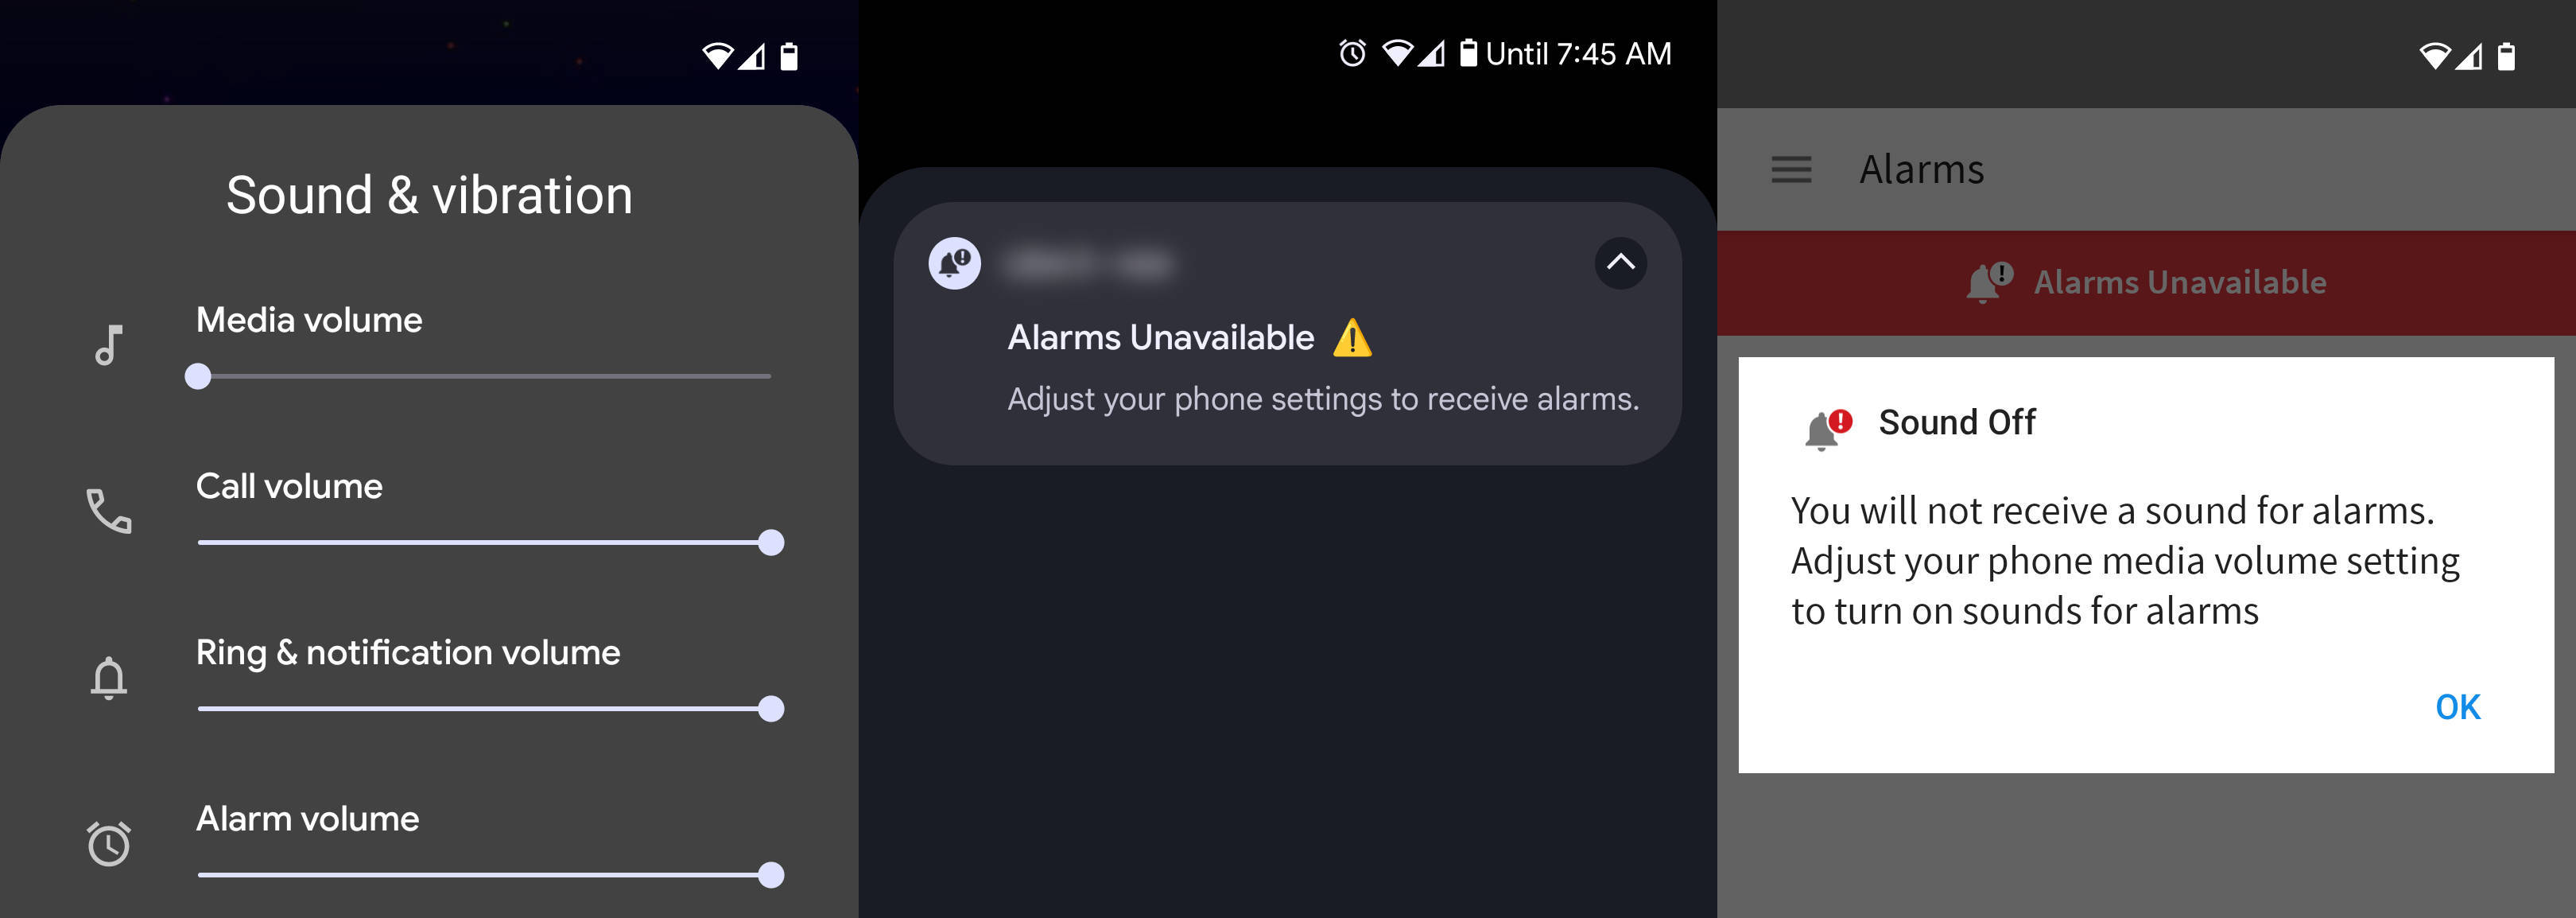 Sound & vibration
Media volume
Call volume
Ring & notification volume
Alarm volume
Until 7:45 AM
Alarms Unavailable ⚠️
Adjust your phone settings to receive alarms.
Alarms
Alarms Unavailable
Sound Off
You will not receive a sound for alarms.
Adjust your phone media volume setting
to turn on sounds for alarms
OK